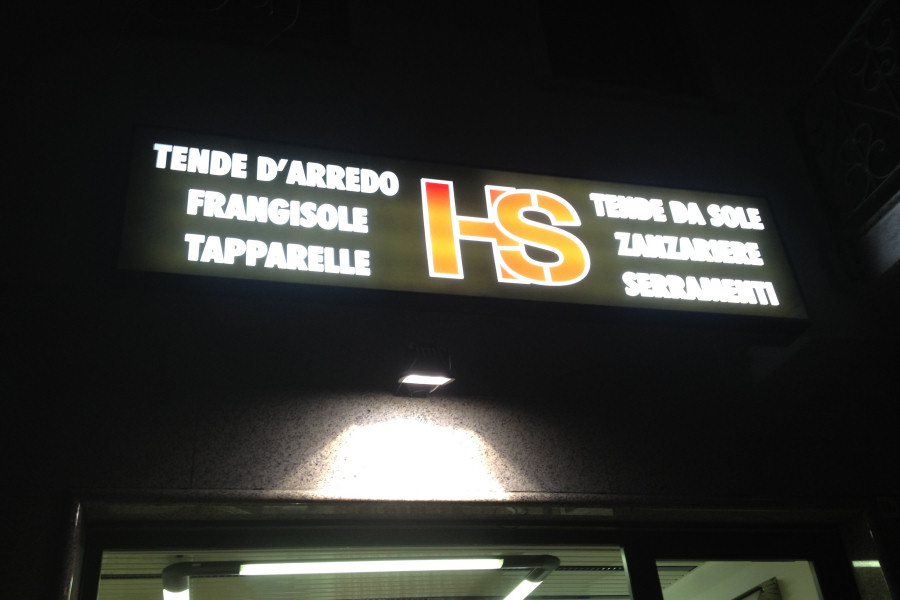 TENDE D'ARREDO
FRANGISOLE
TAPPARELLE
HS
TENDE DA SOLE
ZANZARIERE
SERRAMENTI